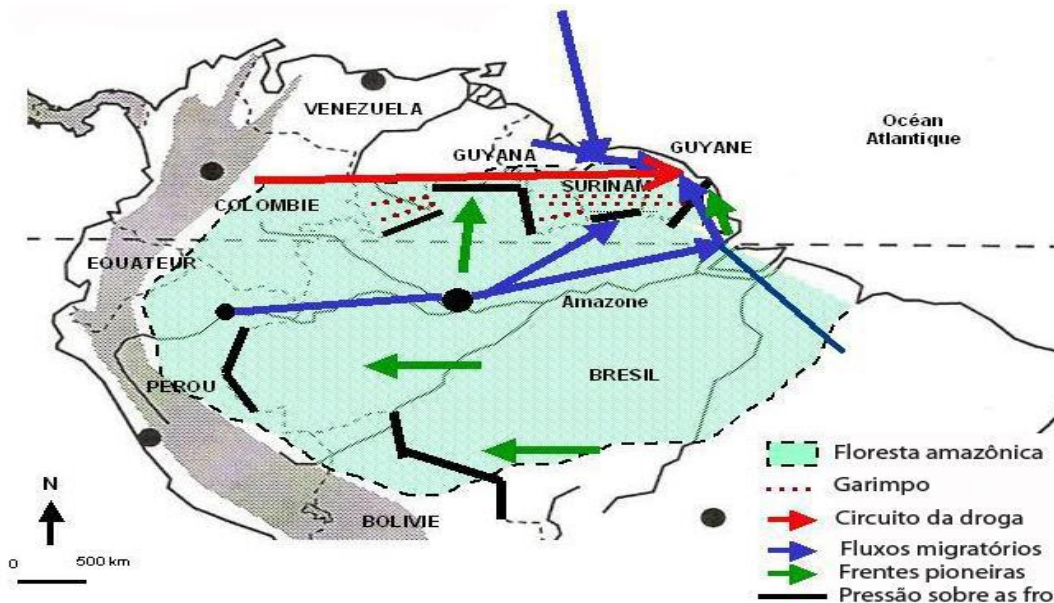 VENEZUELA
Océan
Atlantique
GUYANA
GUYANE
SURINAM
COLOMBIE
EQUATEUR
Amazone
PEROU
BRESIL
BOLIVIE
N
0 500 km
Floresta amazônica
Garimpo
Circuito da droga
Fluxos migratórios
Frentes pioneiras
Pressão sobre as fro